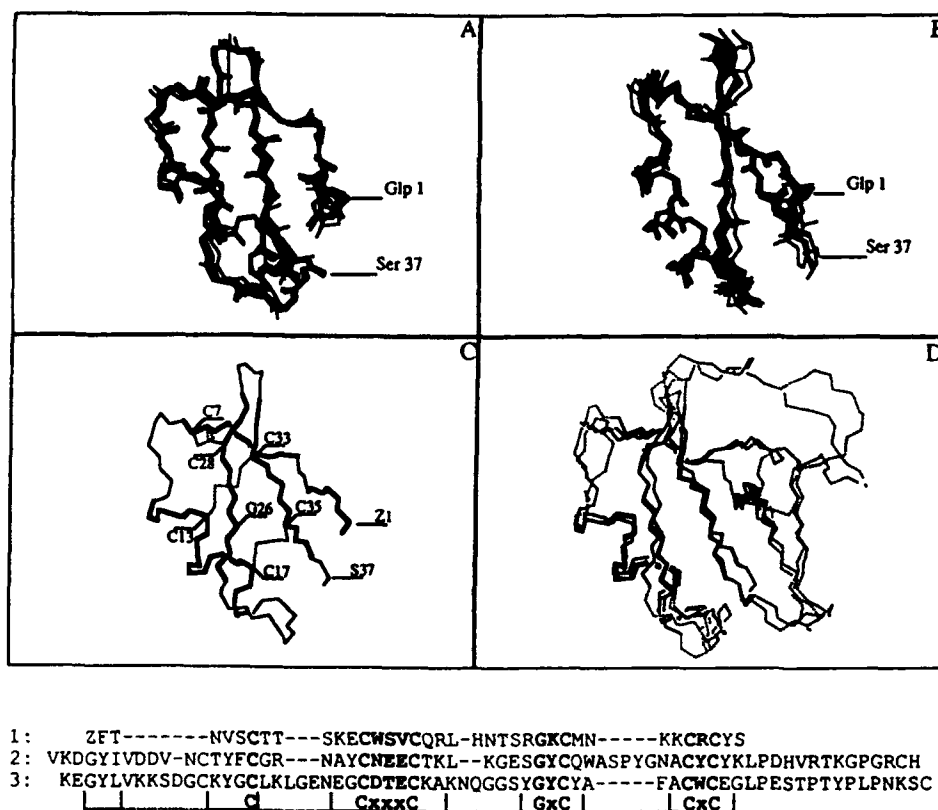 A
Glp 1
Ser 37
Glp 1
Ser 37
C
C7
C33
C28
G26
C35
Z1
C13
C17
S37
D
1: ZFT-------NVSCTT---SKECWSVCQRL-HNTSRGKCMN-----KKCRCYS
2: VKDGYIVDDV-NCTYFCGR---NAYCNEECTKL--KGESGYCQWASPYGNACYCYKLPDHVRTKGPGRCH
3: KEGYLVKKSDGCKYGCLKLGENEGCDTECKAKNQGGSYGYCYA-----FACWCEGLPESTPTYPLPNKSC
C CxxxC GxC CxC